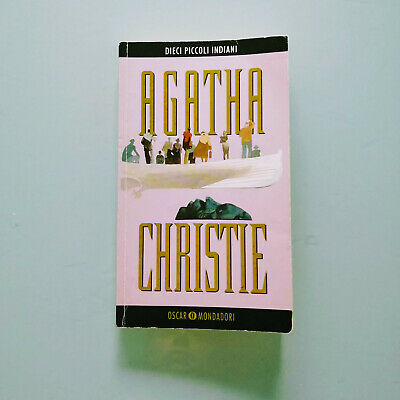 DIECI PICCOLI INDIANI
AGATHA
CHRISTIE
OSCAR MONDADORI